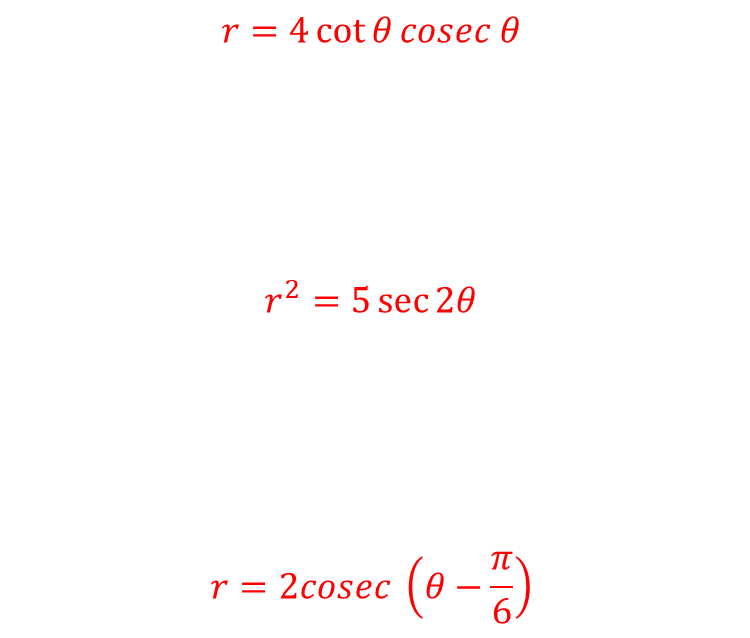 r = 4 cot θ cosec θ
r² = 5 sec 2θ
r = 2cosec (θ − π/6)